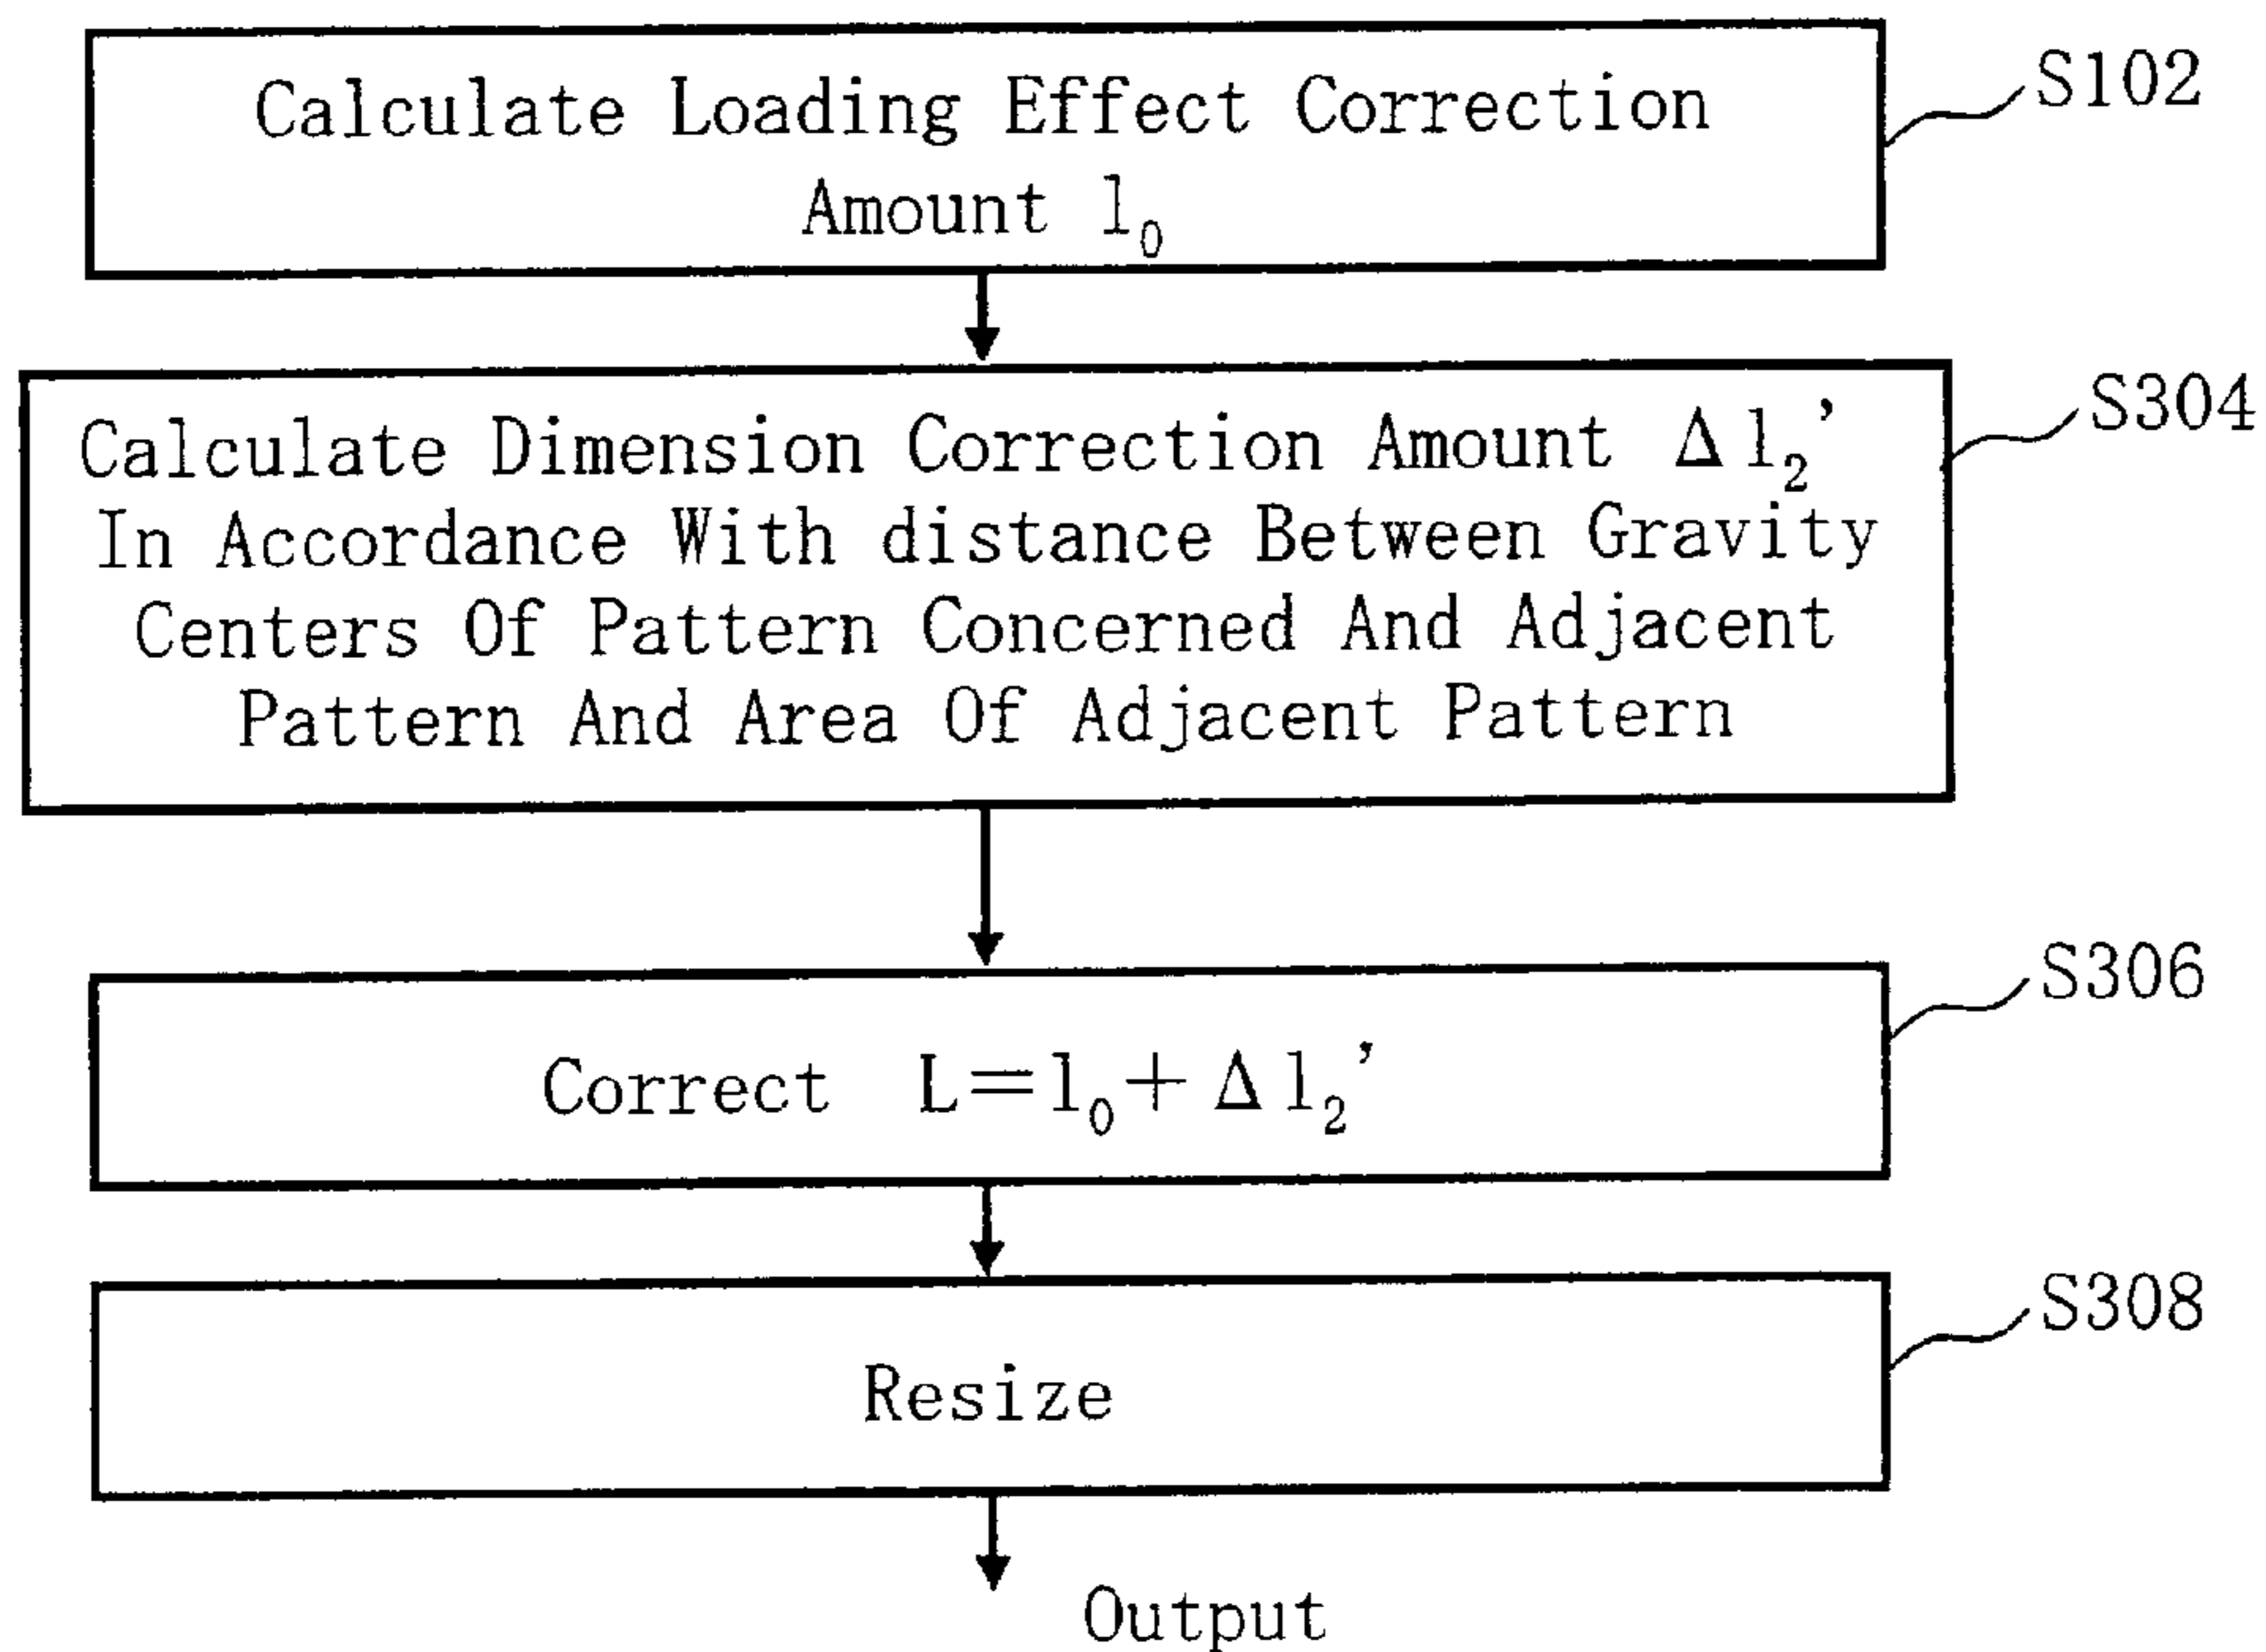 Calculate Loading Effect Correction
Amount l₀
S102
Calculate Dimension Correction Amount Δl₂’
In Accordance With distance Between Gravity
Centers Of Pattern Concerned And Adjacent
Pattern And Area Of Adjacent Pattern
S304
Correct L=l₀+Δl₂’
S306
Resize
S308
Output